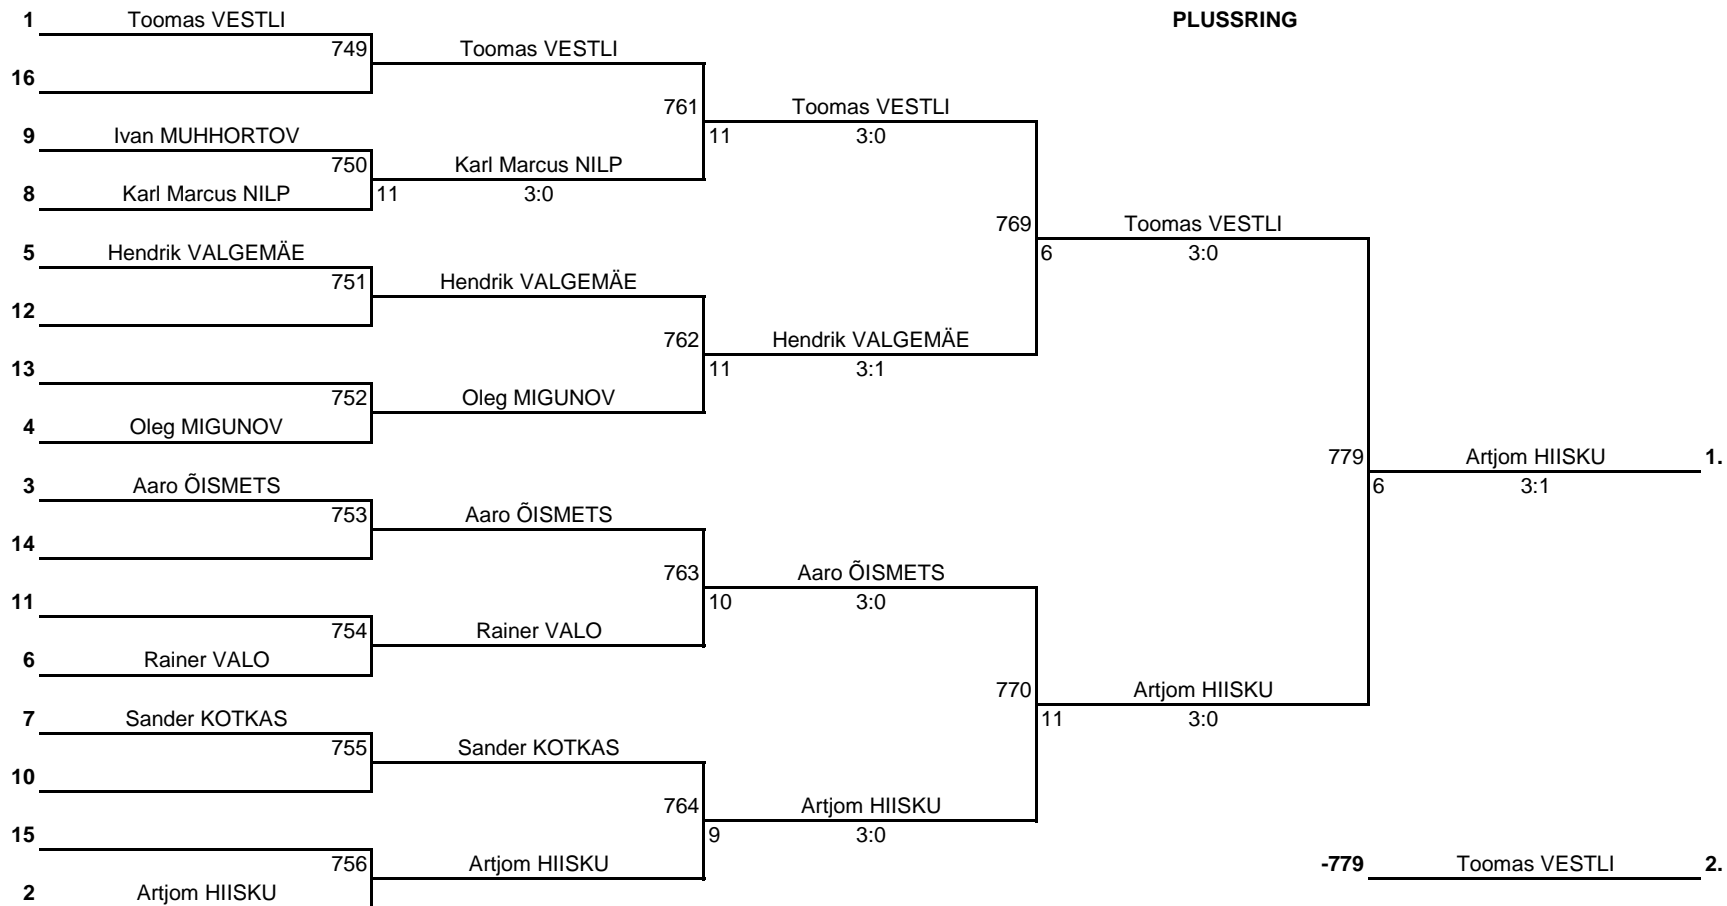 1 Toomas VESTLI PLUSSRING
749 Toomas VESTLI
16
761 Toomas VESTLI
9 Ivan MUHHORTOV 11 3:0
750 Karl Marcus NILP
8 Karl Marcus NILP 11 3:0
769 Toomas VESTLI
5 Hendrik VALGEMÄE 6 3:0
751 Hendrik VALGEMÄE
12
762 Hendrik VALGEMÄE
13 11 3:1
752 Oleg MIGUNOV
4 Oleg MIGUNOV
779 Artjom HIISKU 1.
3 Aaro ÕISMETS 6 3:1
753 Aaro ÕISMETS
14
763 Aaro ÕISMETS
11 10 3:0
754 Rainer VALO
6 Rainer VALO
770 Artjom HIISKU
7 Sander KOTKAS 11 3:0
755 Sander KOTKAS
10
764 Artjom HIISKU
15 9 3:0
756 Artjom HIISKU -779 Toomas VESTLI 2.
2 Artjom HIISKU